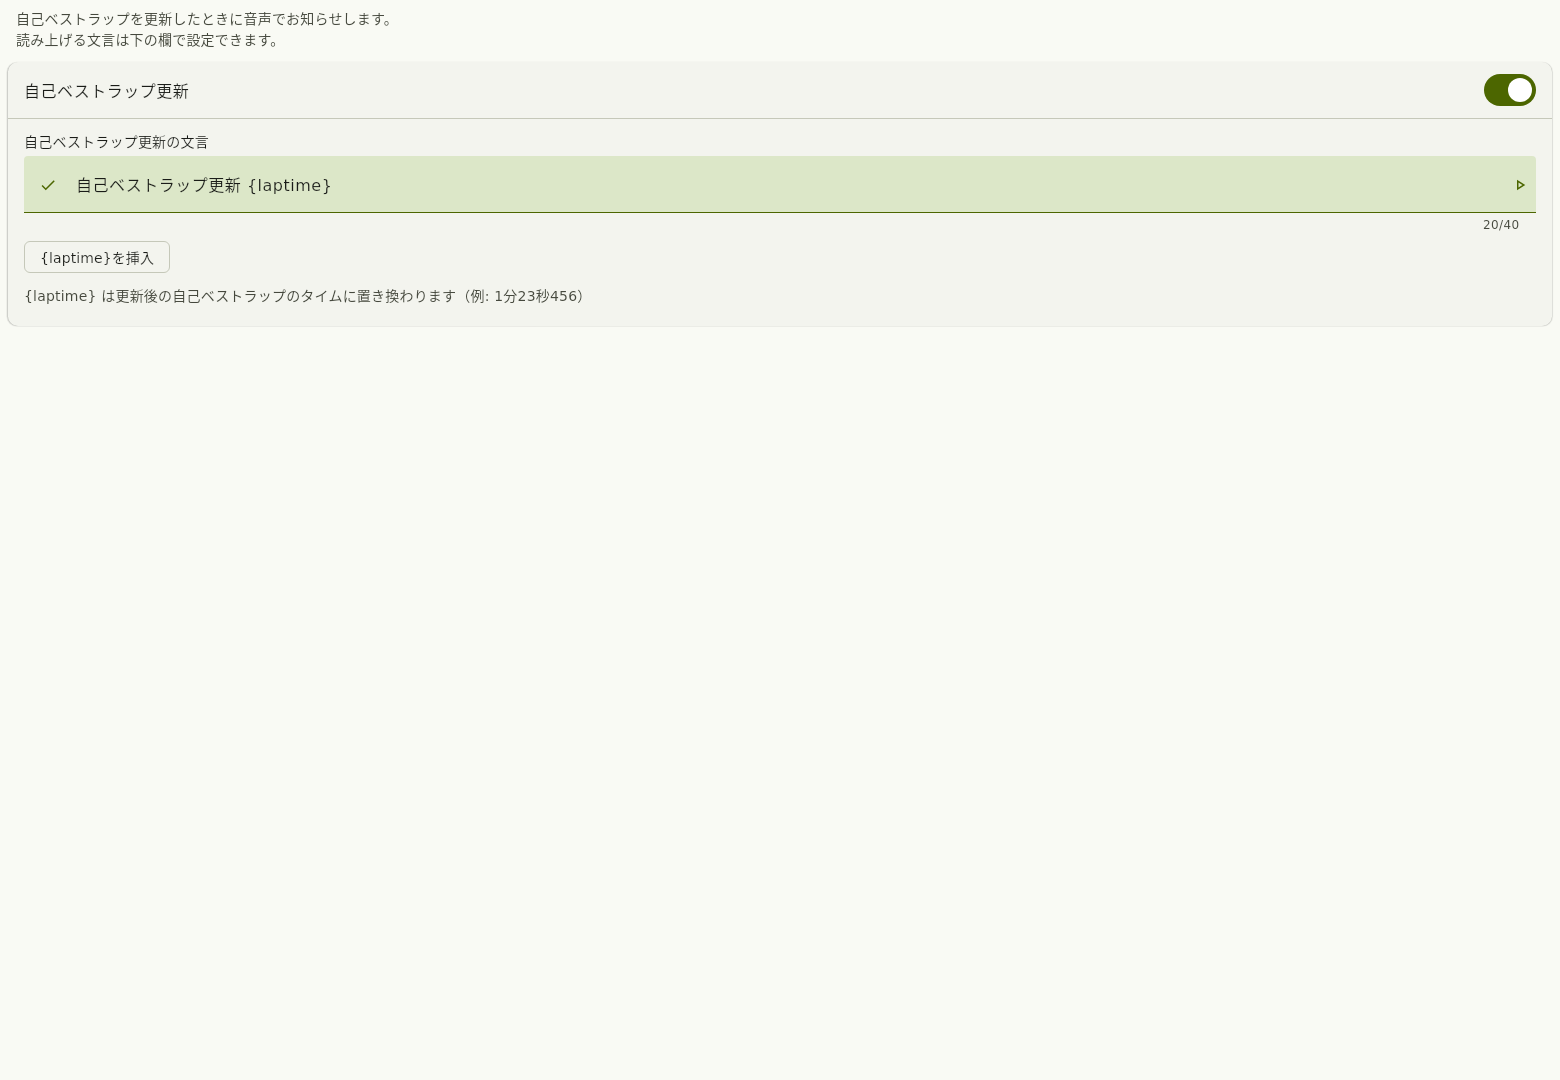 自己ベストラップを更新したときに音声でお知らせします。
読み上げる文言は下の欄で設定できます。
自己ベストラップ更新
自己ベストラップ更新の文言
自己ベストラップ更新 {laptime}
20/40
{laptime}を挿入
{laptime} は更新後の自己ベストラップのタイムに置き換わります（例: 1分23秒456）